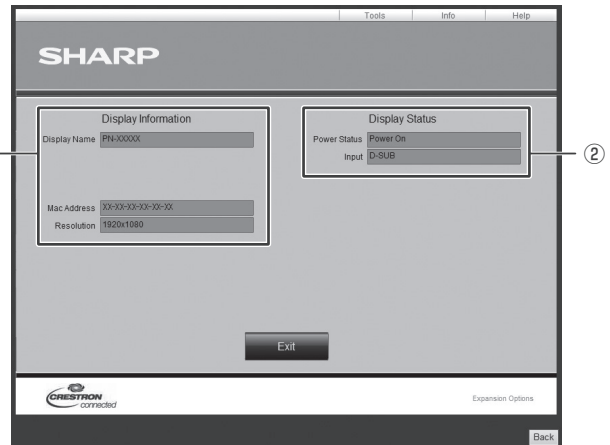 Tools Info Help
SHARP
Display Information
Display Name PN-XXXXX
Mac Address XX-XX-XX-XX-XX-XX
Resolution 1920x1080
Display Status
Power Status Power On
Input D-SUB
②
Exit
CRESTRON
connected
Expansion Options
Back